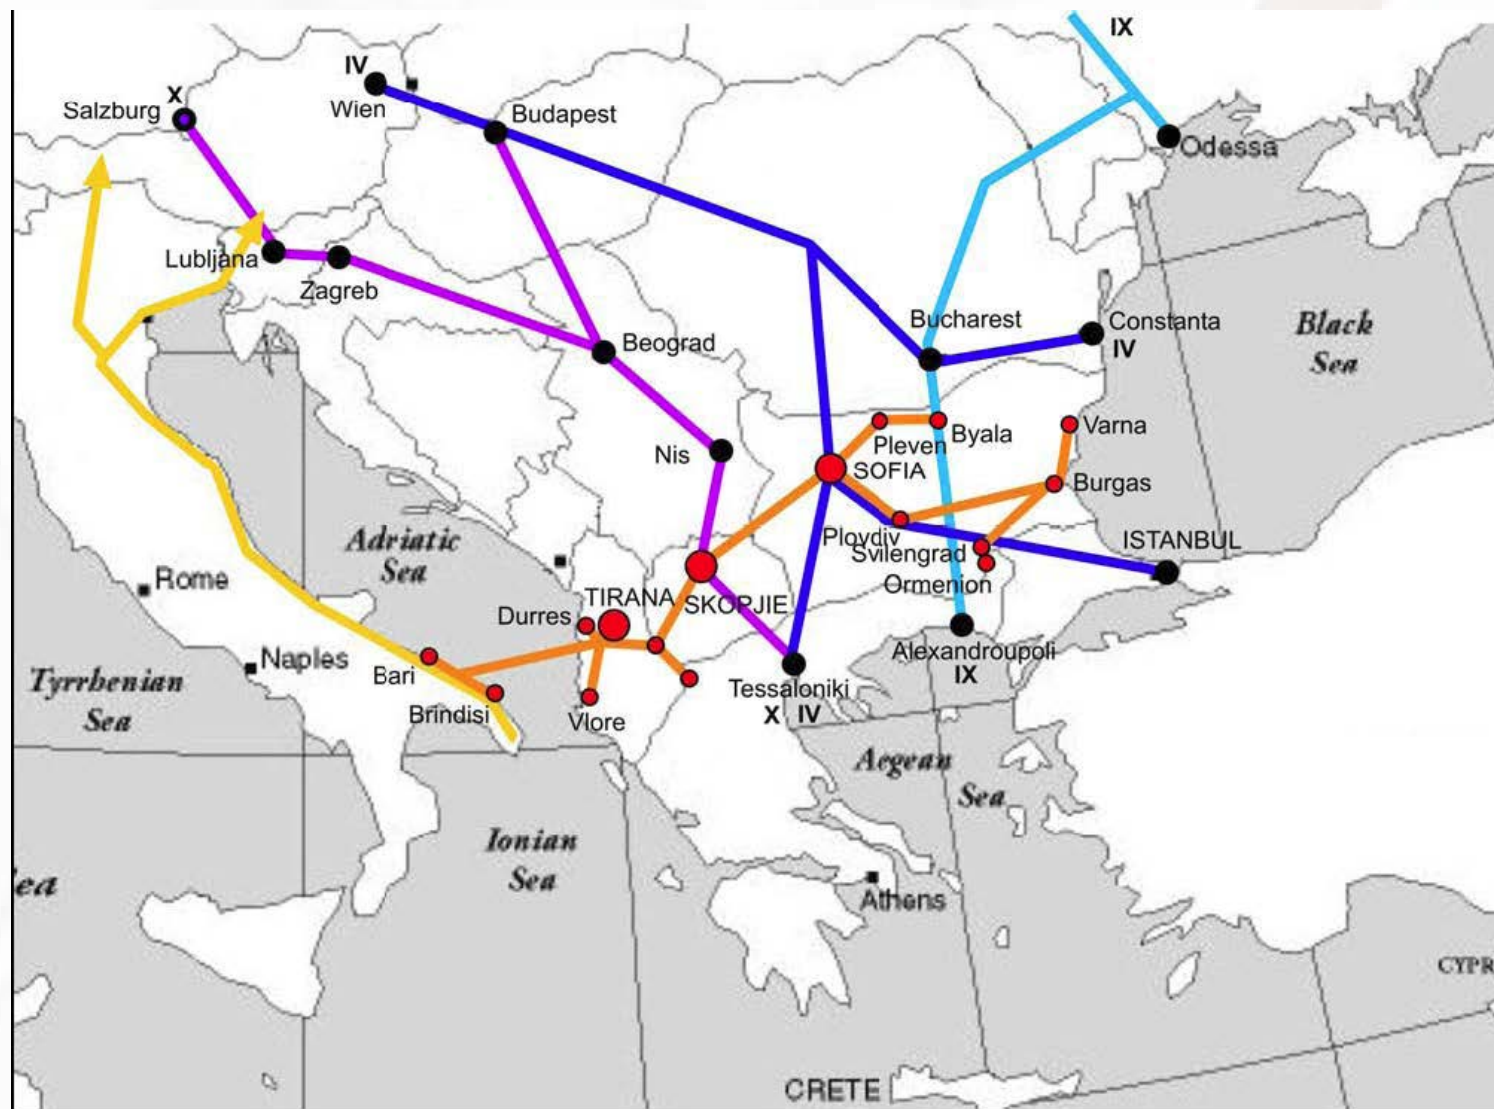 IX
IV
X
Salzburg
Wien
Budapest
Odessa
Lubljana
Zagreb
Bucharest
Constanta
IV
Black
Sea
Beograd
Nis
Pleven
Byala
Varna
SOFIA
Burgas
Plovdiv
Svilengrad
ISTANBUL
Ormenion
Adriatic
Sea
Rome
TIRANA
SKOPJIE
Durres
Naples
Bari
Brindisi
Vlore
Alexandroupoli
IX
Tessaloniki
X
IV
Tyrrhenian
Sea
Aegean
Sea
Ionian
Sea
ea
Athens
CYPR
CRETE